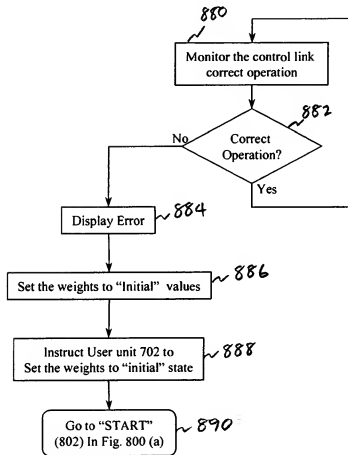 880
Monitor the control link
correct operation
882
No
Correct
Operation?
Yes
Display Error
884
Set the weights to "Initial" values
886
Instruct User unit 702 to
Set the weights to "initial" state
888
Go to "START"
(802) In Fig. 800 (a)
890